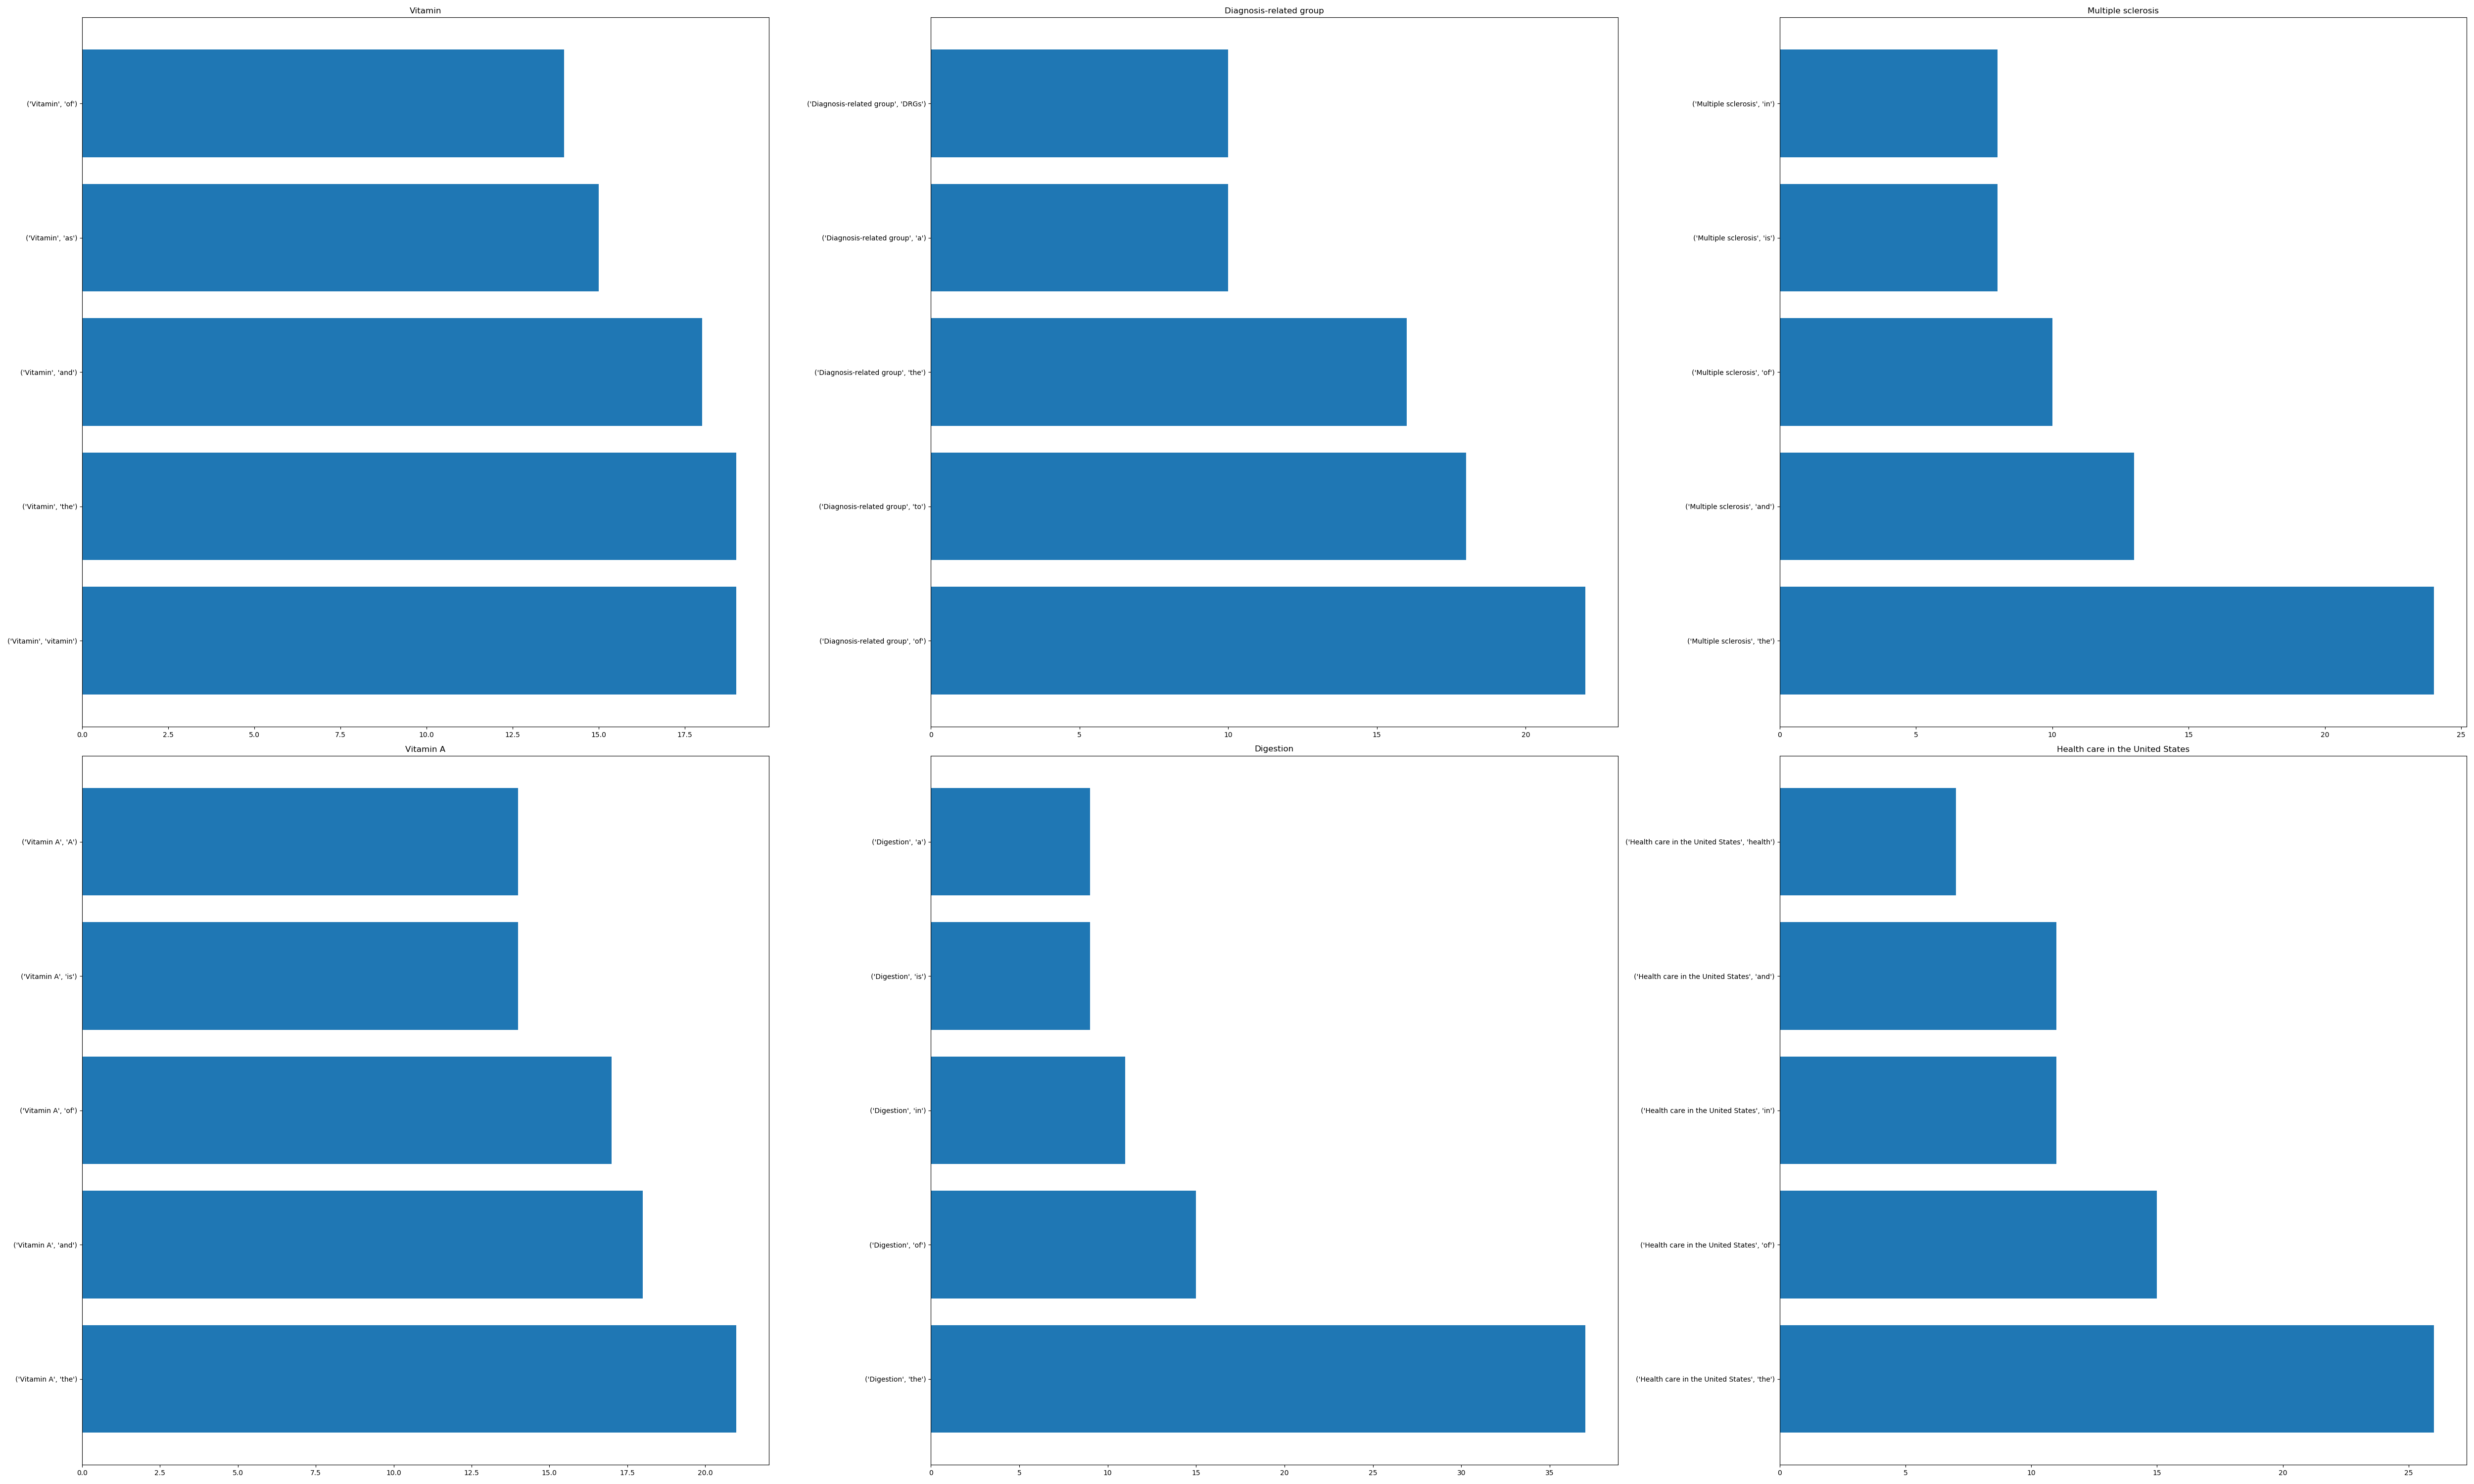 Vitamin
('Vitamin', 'of')
('Vitamin', 'as')
('Vitamin', 'and')
('Vitamin', 'the')
('Vitamin', 'vitamin')
0.0 2.5 5.0 7.5 10.0 12.5 15.0 17.5
Diagnosis-related group
('Diagnosis-related group', 'DRGs')
('Diagnosis-related group', 'a')
('Diagnosis-related group', 'the')
('Diagnosis-related group', 'to')
('Diagnosis-related group', 'of')
0 5 10 15 20
Multiple sclerosis
('Multiple sclerosis', 'in')
('Multiple sclerosis', 'is')
('Multiple sclerosis', 'of')
('Multiple sclerosis', 'and')
('Multiple sclerosis', 'the')
0 5 10 15 20 25
Vitamin A
('Vitamin A', 'A')
('Vitamin A', 'is')
('Vitamin A', 'of')
('Vitamin A', 'and')
('Vitamin A', 'the')
0.0 2.5 5.0 7.5 10.0 12.5 15.0 17.5 20.0
Digestion
('Digestion', 'a')
('Digestion', 'is')
('Digestion', 'in')
('Digestion', 'of')
('Digestion', 'the')
0 5 10 15 20 25 30 35
Health care in the United States
('Health care in the United States', 'health')
('Health care in the United States', 'and')
('Health care in the United States', 'in')
('Health care in the United States', 'of')
('Health care in the United States', 'the')
0 5 10 15 20 25